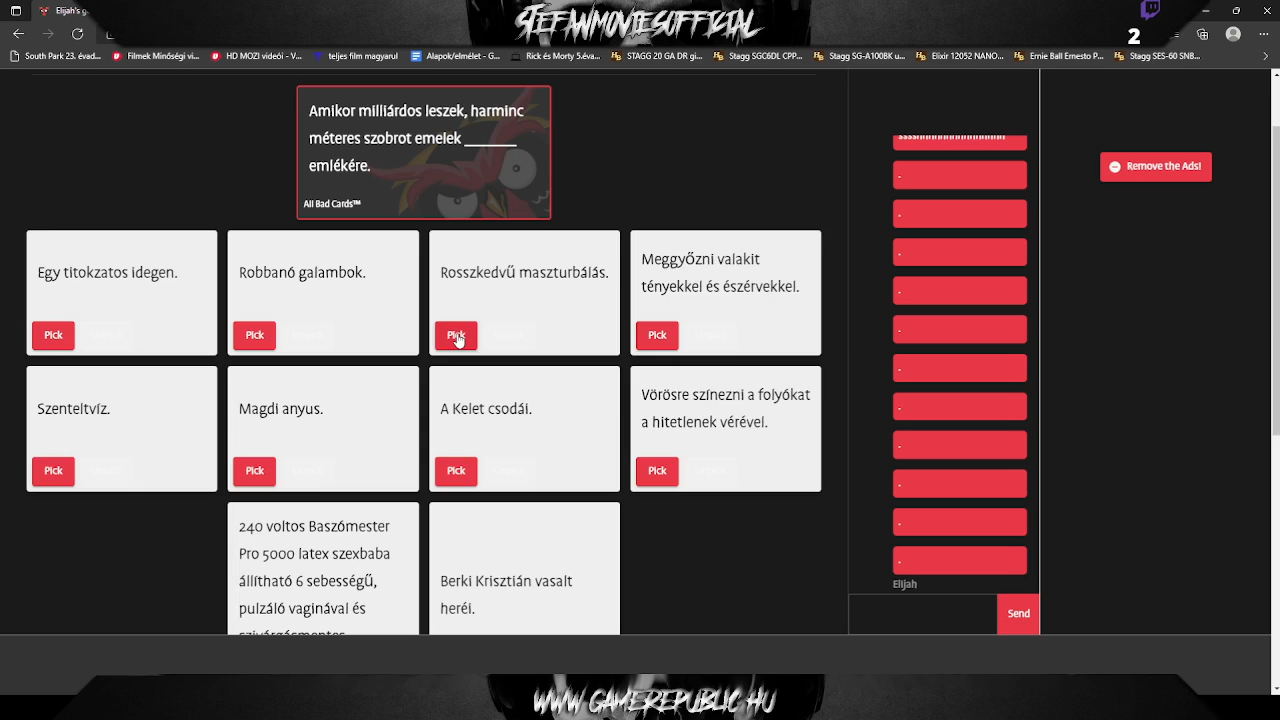 Elijah's g
STEFANMOVIESOFFICIAL
2
South Park 23. évad...
Filmek Minőségi vi...
HD MOZI videói - V...
teljes film magyarul
Alapok/elmélet - G...
Rick és Morty 5.éva...
STAGG 20 GA DR gi...
Stagg SGC6DL CPP...
Stagg SG-A100BK u...
Elixir 12052 NANO...
Ernie Ball Ernesto P...
Stagg SES-60 SNB...
Amikor milliárdos leszek, harminc
méteres szobrot emelek _______
emlékére.
All Bad Cards™
Remove the Ads!
Egy titokzatos idegen.
Pick
Robbanó galambok.
Pick
Rosszkedvű maszturbálás.
Pick
Meggyőzni valakit
tényekkel és észérvekkel.
Pick
Szenteltvíz.
Pick
Magdi anyus.
Pick
A Kelet csodái.
Pick
Vörösre színezni a folyókat
a hitetlenek vérével.
Pick
240 voltos Baszómester
Pro 5000 latex szexbaba
állítható 6 sebességű,
pulzáló vaginával és
szivárgásmentes
Berki Krisztián vasalt
heréi.
.
.
.
.
.
.
.
.
.
.
.
Elijah
Send
WWW.GAMEREPUBLIC.HU